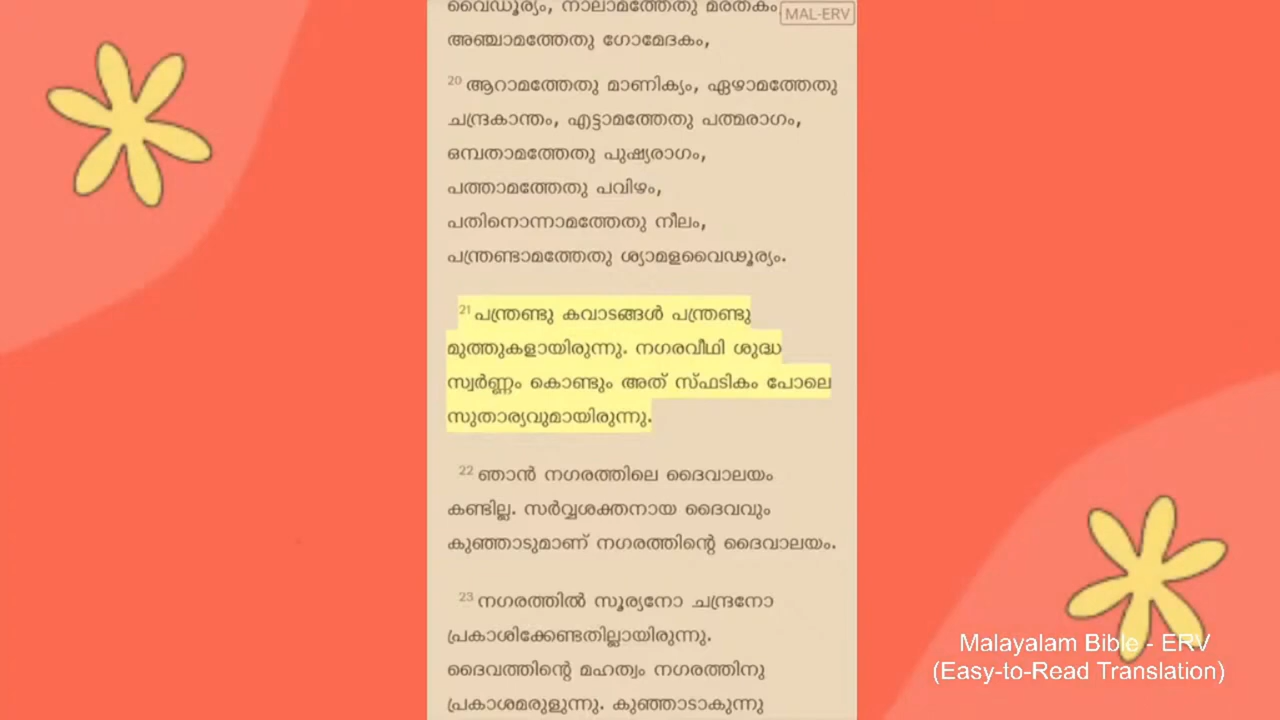 വൈഡൂര്യം, നാലാമത്തേതു മരതകം,
MAL-ERV
അഞ്ചാമത്തേതു ഗോമേദകം,
20 ആറാമത്തേതു മാണിക്യം, ഏഴാമത്തേതു
ചന്ദ്രകാന്തം, എട്ടാമത്തേതു പത്മരാഗം,
ഒമ്പതാമത്തേതു പുഷ്യരാഗം,
പത്താമത്തേതു പവിഴം,
പതിനൊന്നാമത്തേതു നീലം,
പന്ത്രണ്ടാമത്തേതു ശ്യാമളവൈഢൂര്യം.
21 പന്ത്രണ്ടു കവാടങ്ങൾ പന്ത്രണ്ടു
മുത്തുകളായിരുന്നു. നഗരവീഥി ശുദ്ധ
സ്വർണ്ണം കൊണ്ടും അത് സ്ഫടികം പോലെ
സുതാര്യവുമായിരുന്നു.
22 ഞാൻ നഗരത്തിലെ ദൈവാലയം
കണ്ടില്ല. സർവ്വശക്തനായ ദൈവവും
കുഞ്ഞാടുമാണ് നഗരത്തിന്റെ ദൈവാലയം.
23 നഗരത്തിൽ സൂര്യനോ ചന്ദ്രനോ
പ്രകാശിക്കേണ്ടതില്ലായിരുന്നു.
ദൈവത്തിന്റെ മഹത്വം നഗരത്തിനു
പ്രകാശമരുളുന്നു. കുഞ്ഞാടാകുന്നു
Malayalam Bible - ERV
(Easy-to-Read Translation)